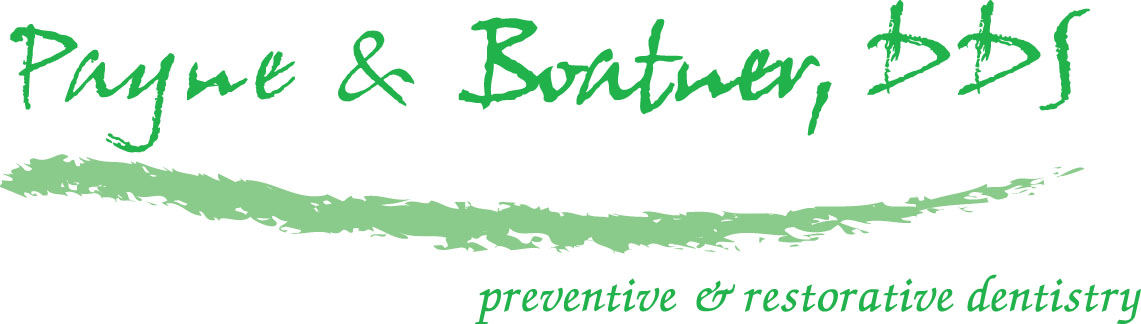 Payne & Boatner, DDS
preventive & restorative dentistry